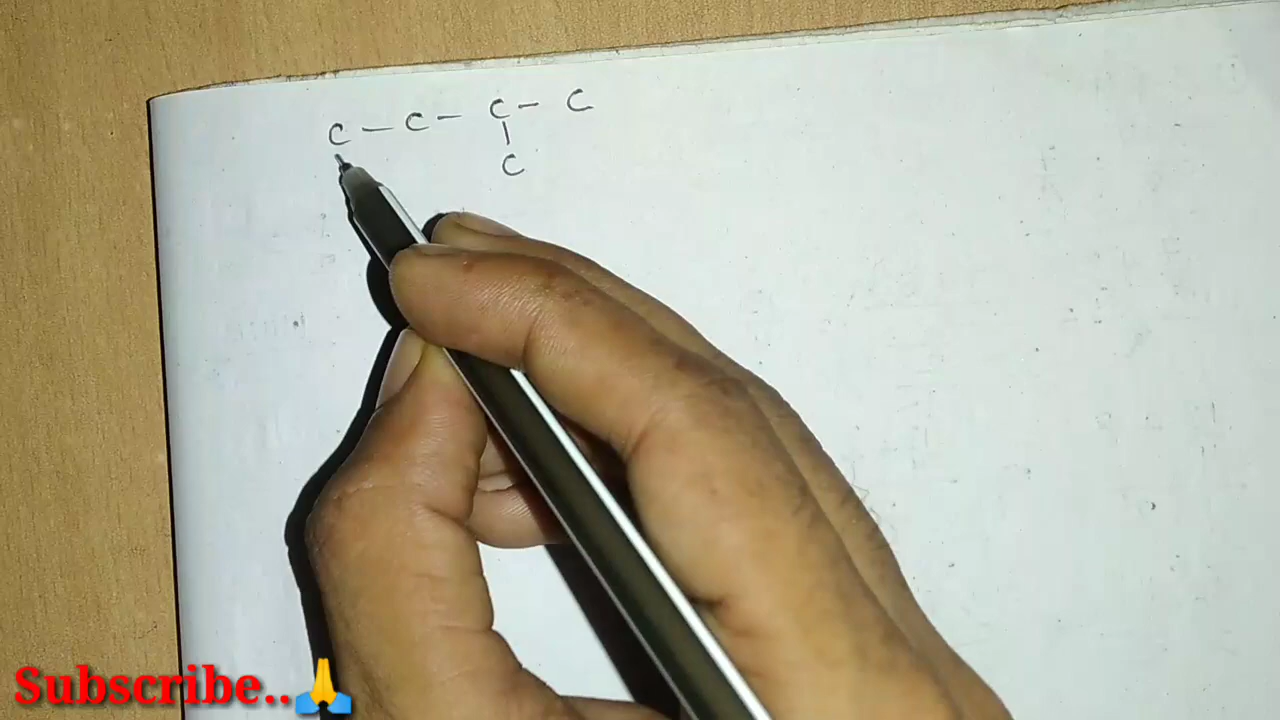 C - C - C - C
|
C
Subscribe..🙏